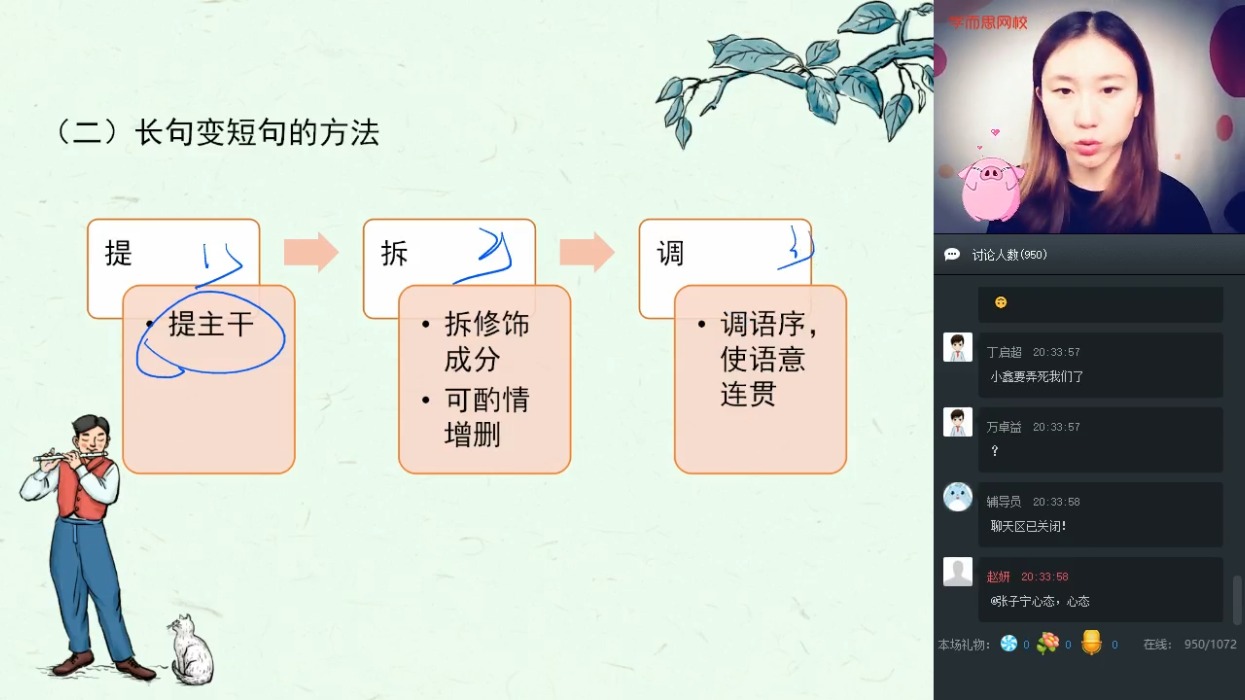 （二）长句变短句的方法
提
1
拆
2
调
3
• 提主干
• 拆修饰
成分
• 可酌情
增删
• 调语序，
使语意
连贯
学而思网校
讨论人数(950)
丁启超 20:33:57
小鑫要弄死我们了
万卓益 20:33:57
？
辅导员 20:33:58
聊天区已关闭!
赵妍 20:33:58
@张子宁心态，心态
本场礼物： 0 0 0 在线： 950/1072